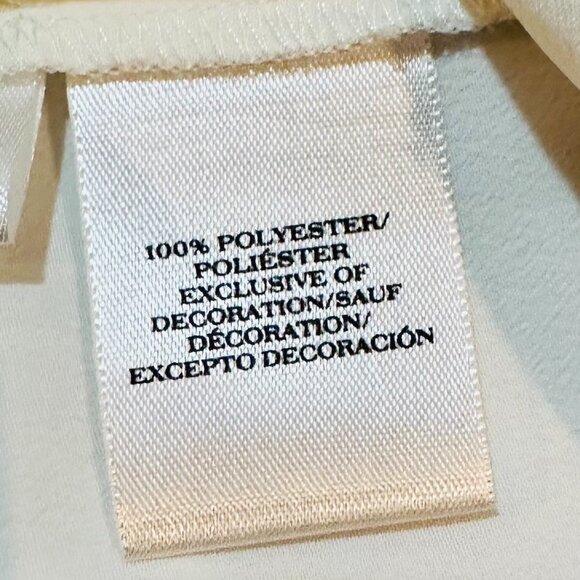 100% POLYESTER/
POLIÉSTER
EXCLUSIVE OF
DECORATION/SAUF
DÉCORATION/
EXCEPTO DECORACIÓN